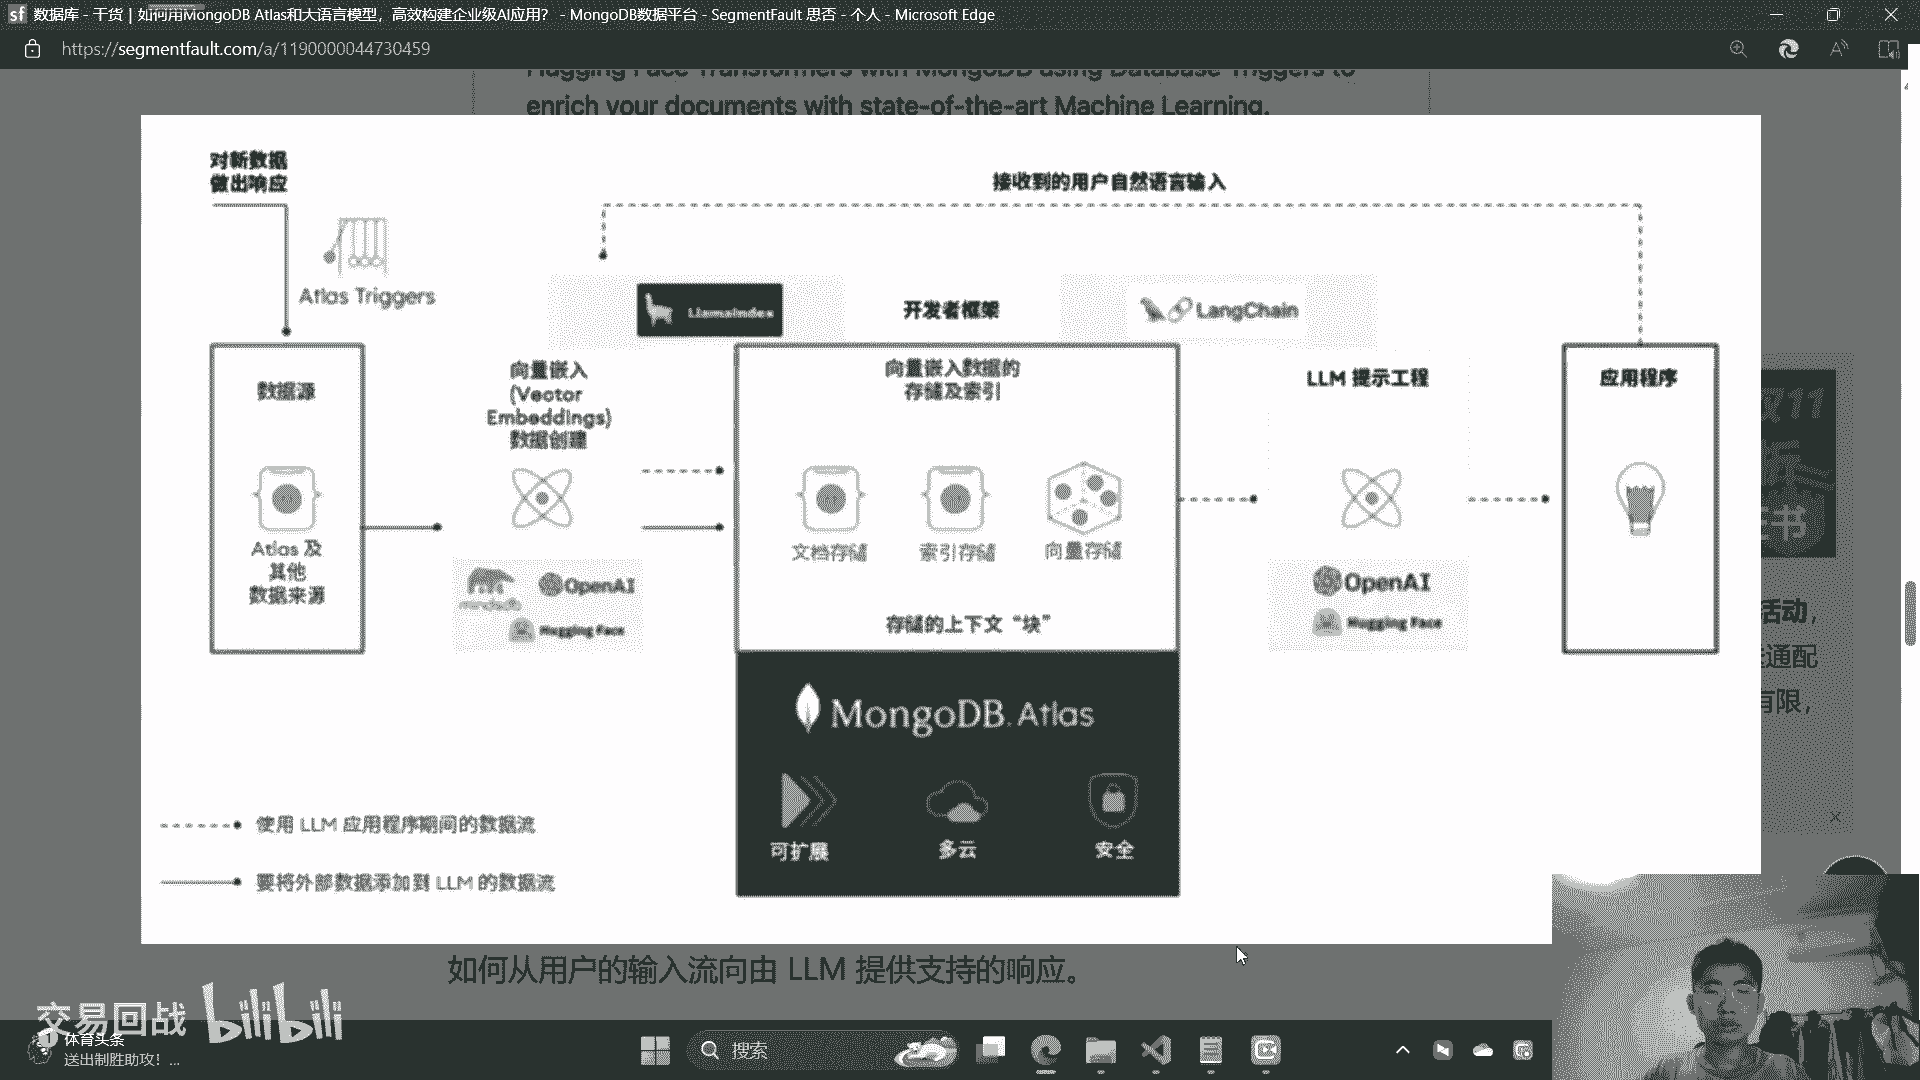 数据库 - 干货 | 如何用MongoDB Atlas和大语言模型，高效构建企业级AI应用？ - MongoDB数据平台 - SegmentFault 思否 - 个人 - Microsoft Edge
https://segmentfault.com/a/1190000044730459
Hugging Face Transformers with MongoDB using Database Triggers to
enrich your documents with state-of-the-art Machine Learning.
对新数据
做出响应
接收到的用户自然语言输入
Atlas Triggers
LlamaIndex
开发者框架
LangChain
数据源
向量嵌入
(Vector
Embeddings)
数据创建
向量嵌入数据的
存储及索引
LLM 提示工程
应用程序
Atlas 及
其他
数据来源
文档存储
索引存储
向量存储
OpenAI
Hugging Face
OpenAI
Hugging Face
存储的上下文“块”
MongoDB. Atlas
可扩展
多云
安全
使用 LLM 应用程序期间的数据流
要将外部数据添加到 LLM 的数据流
活动，
通配
有限，
如何从用户的输入流向由 LLM 提供支持的响应。
交易回战 bilibili
1
体育头条
送出制胜助攻！...
搜索